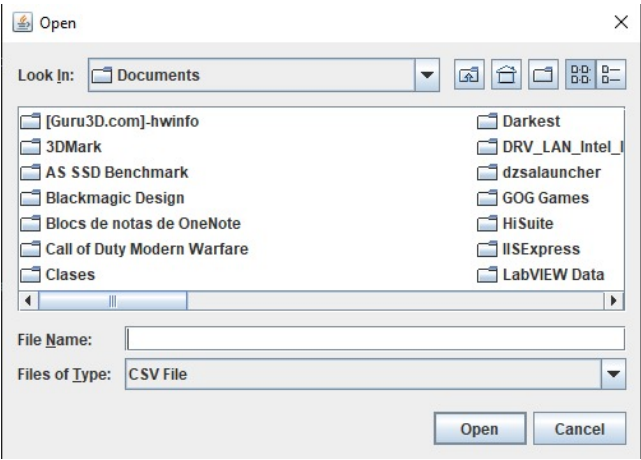 Open
Look In: Documents
[Guru3D.com]-hwinfo
3DMark
AS SSD Benchmark
Blackmagic Design
Blocs de notas de OneNote
Call of Duty Modern Warfare
Clases
Darkest
DRV_LAN_Intel_I
dzsalauncher
GOG Games
HiSuite
IISExpress
LabVIEW Data
File Name:
Files of Type: CSV File
Open Cancel